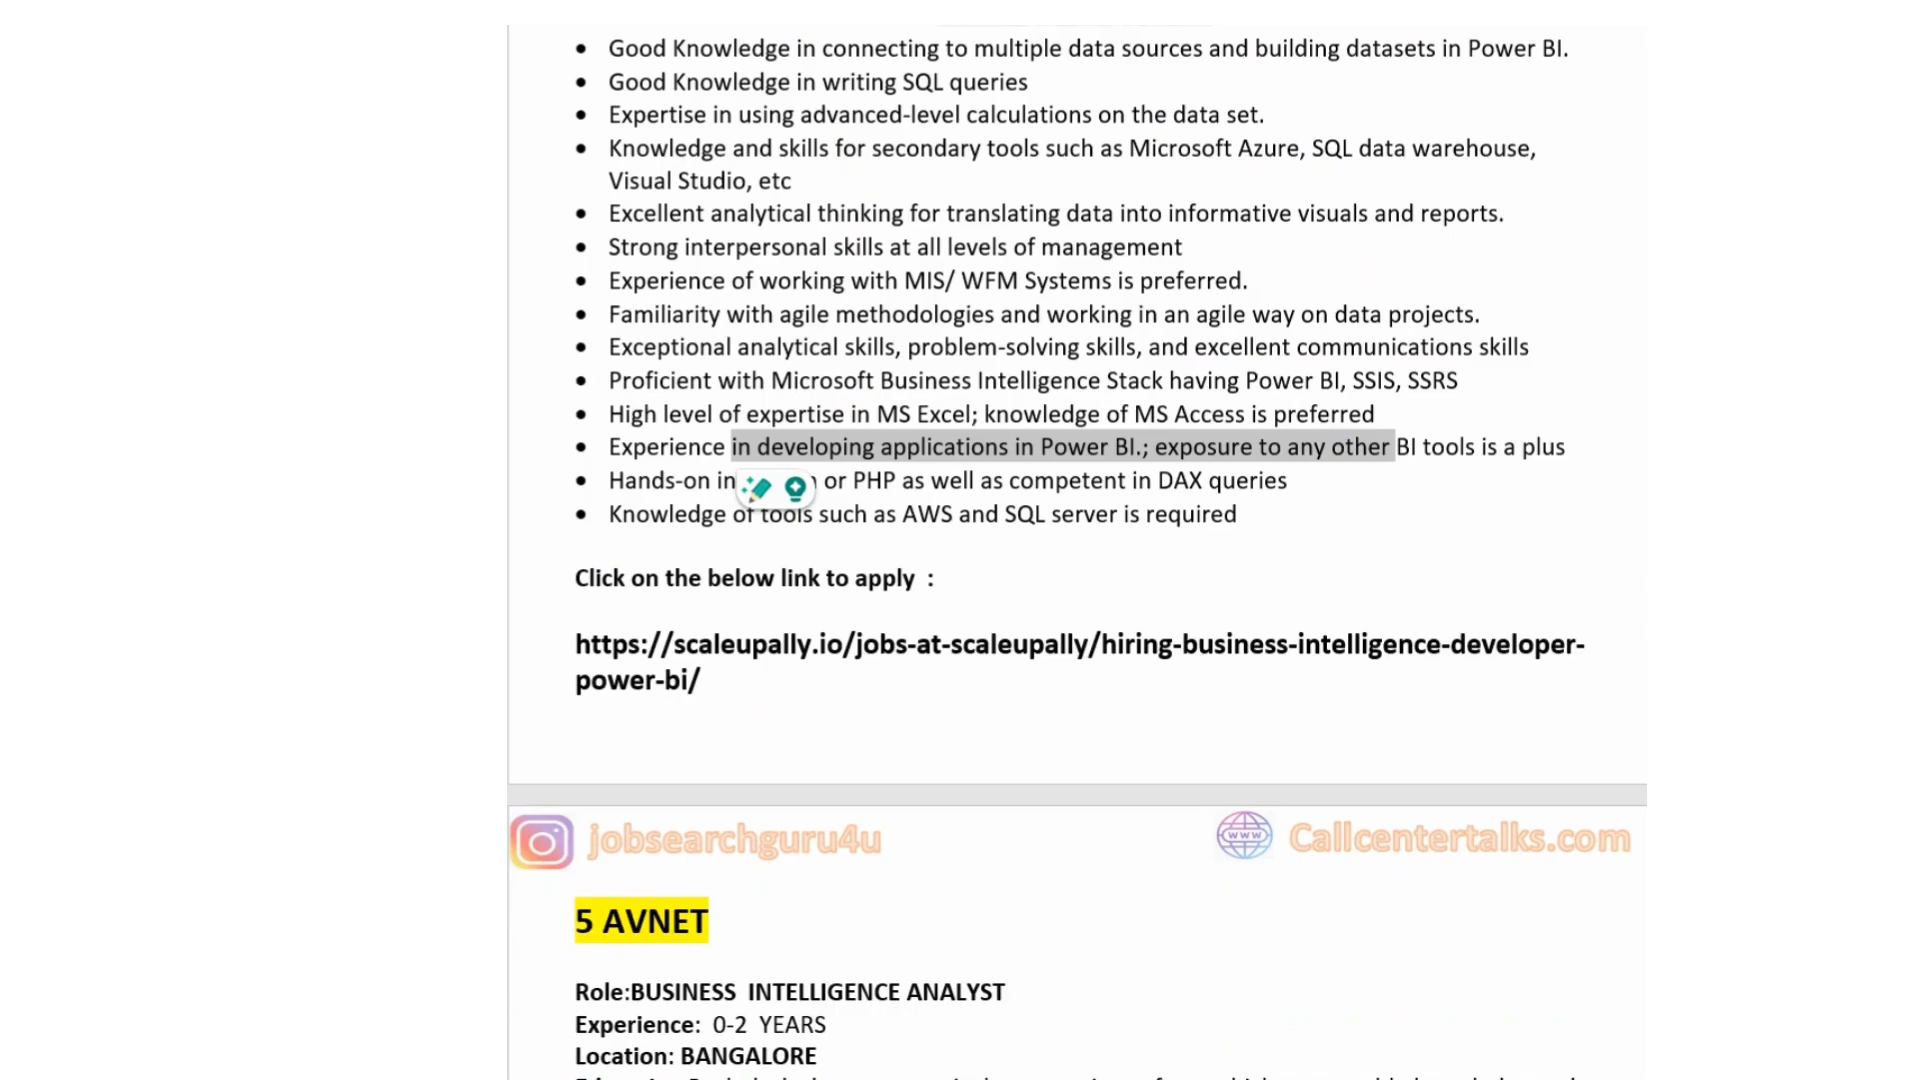 • Good Knowledge in connecting to multiple data sources and building datasets in Power BI.
• Good Knowledge in writing SQL queries
• Expertise in using advanced-level calculations on the data set.
• Knowledge and skills for secondary tools such as Microsoft Azure, SQL data warehouse,
Visual Studio, etc
• Excellent analytical thinking for translating data into informative visuals and reports.
• Strong interpersonal skills at all levels of management
• Experience of working with MIS/ WFM Systems is preferred.
• Familiarity with agile methodologies and working in an agile way on data projects.
• Exceptional analytical skills, problem-solving skills, and excellent communications skills
• Proficient with Microsoft Business Intelligence Stack having Power BI, SSIS, SSRS
• High level of expertise in MS Excel; knowledge of MS Access is preferred
• Experience in developing applications in Power BI.; exposure to any other BI tools is a plus
• Hands-on in or PHP as well as competent in DAX queries
• Knowledge of tools such as AWS and SQL server is required
Click on the below link to apply :
https://scaleupally.io/jobs-at-scaleupally/hiring-business-intelligence-developer-
power-bi/
jobsearchguru4u
www Callcentertalks.com
5 AVNET
Role:BUSINESS INTELLIGENCE ANALYST
Experience: 0-2 YEARS
Location: BANGALORE